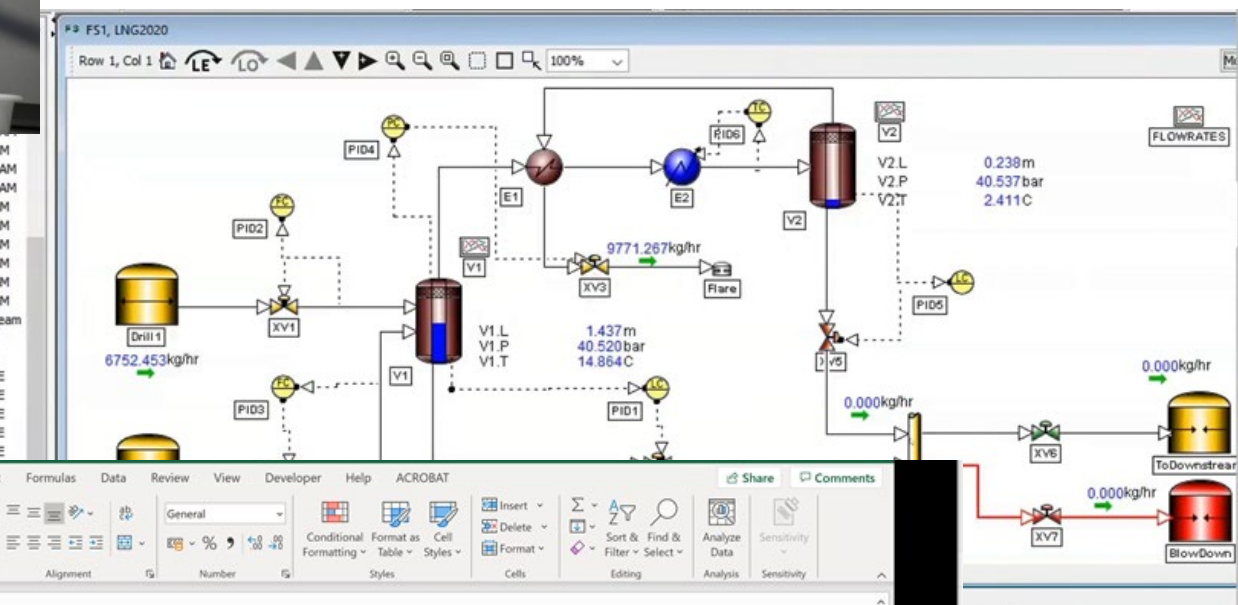 FS1, LNG2020
Row 1, Col 1 LE LO 100%
PC
TC
PID4
PID6
V2
FLOWRATES
V2.L 0.238m
V2.P 40.537bar
V2.T 2.411C
E1
E2
V2
FC
PID2
V1
9771.267kg/hr
XV3
Flare
LC
PID5
Drill1
XV1
6752.453kg/hr
V1.L 1.437m
V1.P 40.520bar
V1.T 14.864C
V1
FC
PID3
LC
PID1
0.000kg/hr
0.000kg/hr
XV6
ToDownstream
0.000kg/hr
XV7
BlowDown
M
AM
AM
M
M
M
M
M
M
eam
Formulas Data Review View Developer Help ACROBAT Share Comments
General
Conditional Formatting Format as Table Cell Styles
Insert
Delete
Format
Sort & Filter Find & Select
Analyze Data
Sensitivity
Alignment Number Styles Cells Editing Analysis Sensitivity